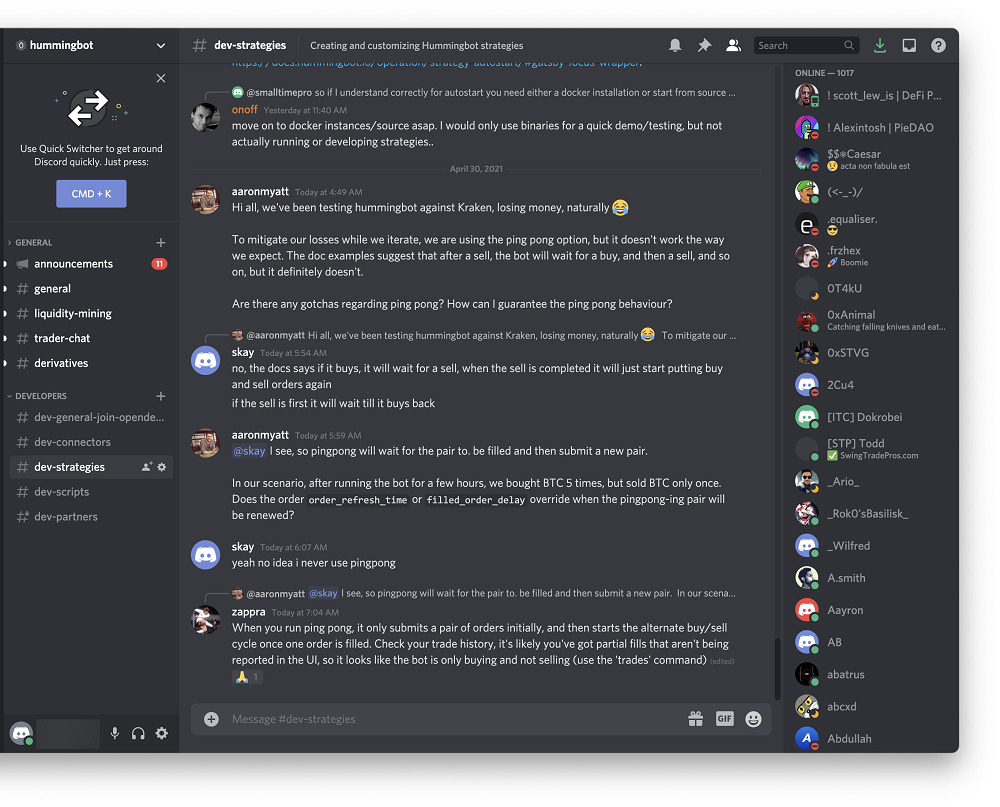 hummingbot
Use Quick Switcher to get around
Discord quickly. Just press:
CMD + K
GENERAL
announcements
11
general
liquidity-mining
trader-chat
derivatives
DEVELOPERS
dev-general-join-opende...
dev-connectors
dev-strategies
dev-scripts
dev-partners
# dev-strategies
Creating and customizing Hummingbot strategies
Search
https://docs.hummingbot.io/operation/strategy-autostart/#gatsby-focus-wrapper.
@smalltimepro so if I understand correctly for autostart you need either a docker installation or start from source ...
onoff Yesterday at 11:40 AM
move on to docker instances/source asap. I would only use binaries for a quick demo/testing, but not
actually running or developing strategies..
April 30, 2021
aaronmyatt Today at 4:49 AM
Hi all, we've been testing hummingbot against Kraken, losing money, naturally 😂
To mitigate our losses while we iterate, we are using the ping pong option, but it doesn't work the way
we expect. The doc examples suggest that after a sell, the bot will wait for a buy, and then a sell, and so
on, but it definitely doesn't.
Are there any gotchas regarding ping pong? How can I guarantee the ping pong behaviour?
@aaronmyatt Hi all, we've been testing hummingbot against Kraken, losing money, naturally 😂 To mitigate our ...
skay Today at 5:54 AM
no, the docs says if it buys, it will wait for a sell, when the sell is completed it will just start putting buy
and sell orders again
if the sell is first it will wait till it buys back
aaronmyatt Today at 5:59 AM
@skay I see, so pingpong will wait for the pair to. be filled and then submit a new pair.
In our scenario, after running the bot for a few hours, we bought BTC 5 times, but sold BTC only once.
Does the order order_refresh_time or filled_order_delay override when the pingpong-ing pair will
be renewed?
skay Today at 6:07 AM
yeah no idea i never use pingpong
@aaronmyatt @skay I see, so pingpong will wait for the pair to. be filled and then submit a new pair. In our scena...
zappra Today at 7:04 AM
When you run ping pong, it only submits a pair of orders initially, and then starts the alternate buy/sell
cycle once one order is filled. Check your trade history, it's likely you've got partial fills that aren't being
reported in the UI, so it looks like the bot is only buying and not selling (use the 'trades' command) (edited)
🙏 1
Message #dev-strategies
GIF
ONLINE — 1017
! scott_lew_is | DeFi P...
! Alexintosh | PieDAO
$$⚛Caesar
😢 acta non fabula est
(<-_-)/
.equaliser.
😎
.frzhex
🚀 Boomie
0T4kU
0xAnimal
Catching falling knives and eat...
0xSTVG
2Cu4
[ITC] Dokrobei
[STP] Todd
✅ SwingTradePros.com
_Ario_
_Rok0'sBasilisk_
_Wilfred
A.smith
Aayron
AB
abatrus
abcxd
Abdullah